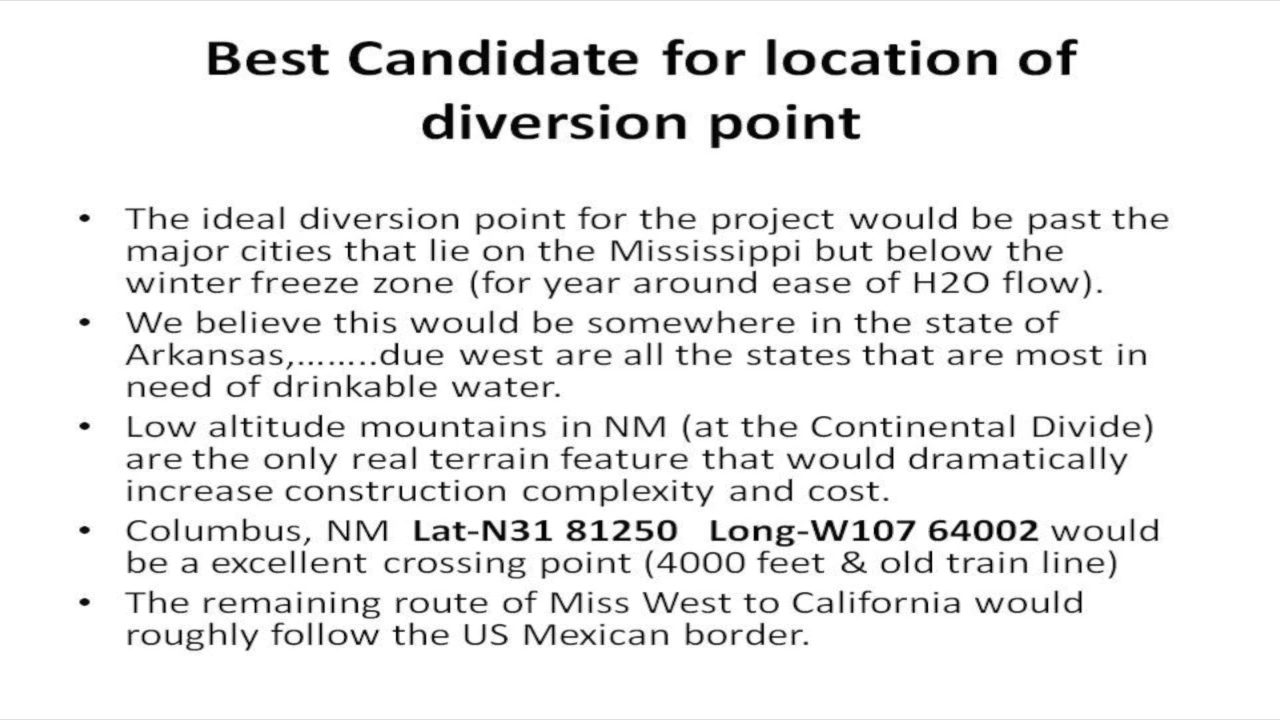 Best Candidate for location of
diversion point
• The ideal diversion point for the project would be past the
major cities that lie on the Mississippi but below the
winter freeze zone (for year around ease of H2O flow).
• We believe this would be somewhere in the state of
Arkansas,........due west are all the states that are most in
need of drinkable water.
• Low altitude mountains in NM (at the Continental Divide)
are the only real terrain feature that would dramatically
increase construction complexity and cost.
• Columbus, NM Lat-N31 81250 Long-W107 64002 would
be a excellent crossing point (4000 feet & old train line)
• The remaining route of Miss West to California would
roughly follow the US Mexican border.